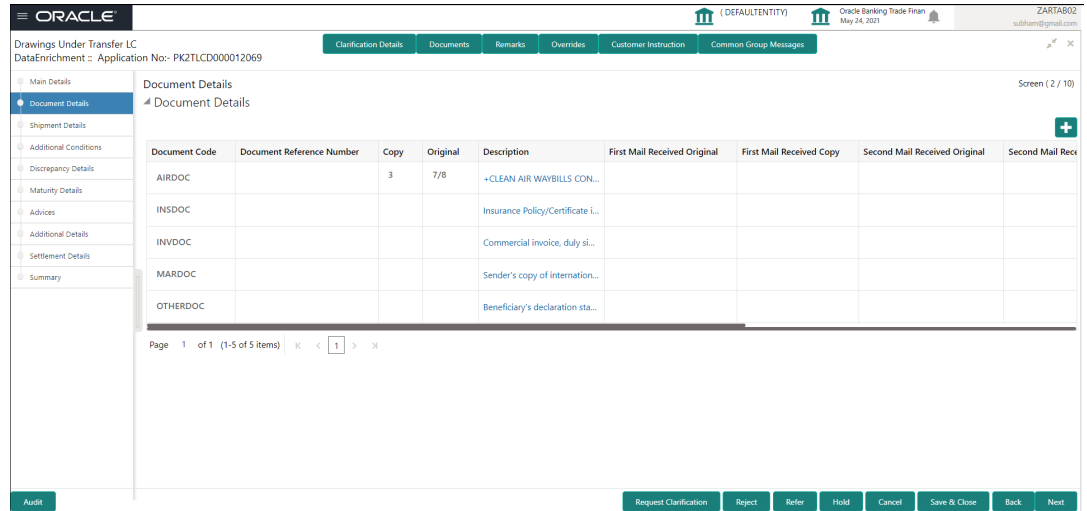 ORACLE
( DEFAULTENTITY)
Oracle Banking Trade Finan
May 24, 2021
ZARTAB02
subham@gmail.com
Drawings Under Transfer LC
DataEnrichment :: Application No:- PK2TLCD000012069
Clarification Details Documents Remarks Overrides Customer Instruction Common Group Messages
Main Details
Document Details
Shipment Details
Additional Conditions
Discrepancy Details
Maturity Details
Advices
Additional Details
Settlement Details
Summary
Document Details
Screen ( 2 / 10)
Document Details
Document Code Document Reference Number Copy Original Description First Mail Received Original First Mail Received Copy Second Mail Received Original Second Mail Rece
AIRDOC 3 7/8 +CLEAN AIR WAYBILLS CON...
INSDOC Insurance Policy/Certificate i...
INVDOC Commercial invoice, duly si...
MARDOC Sender's copy of internation...
OTHERDOC Beneficiary's declaration sta...
Page 1 of 1 (1-5 of 5 items) 1
Audit Request Clarification Reject Refer Hold Cancel Save & Close Back Next